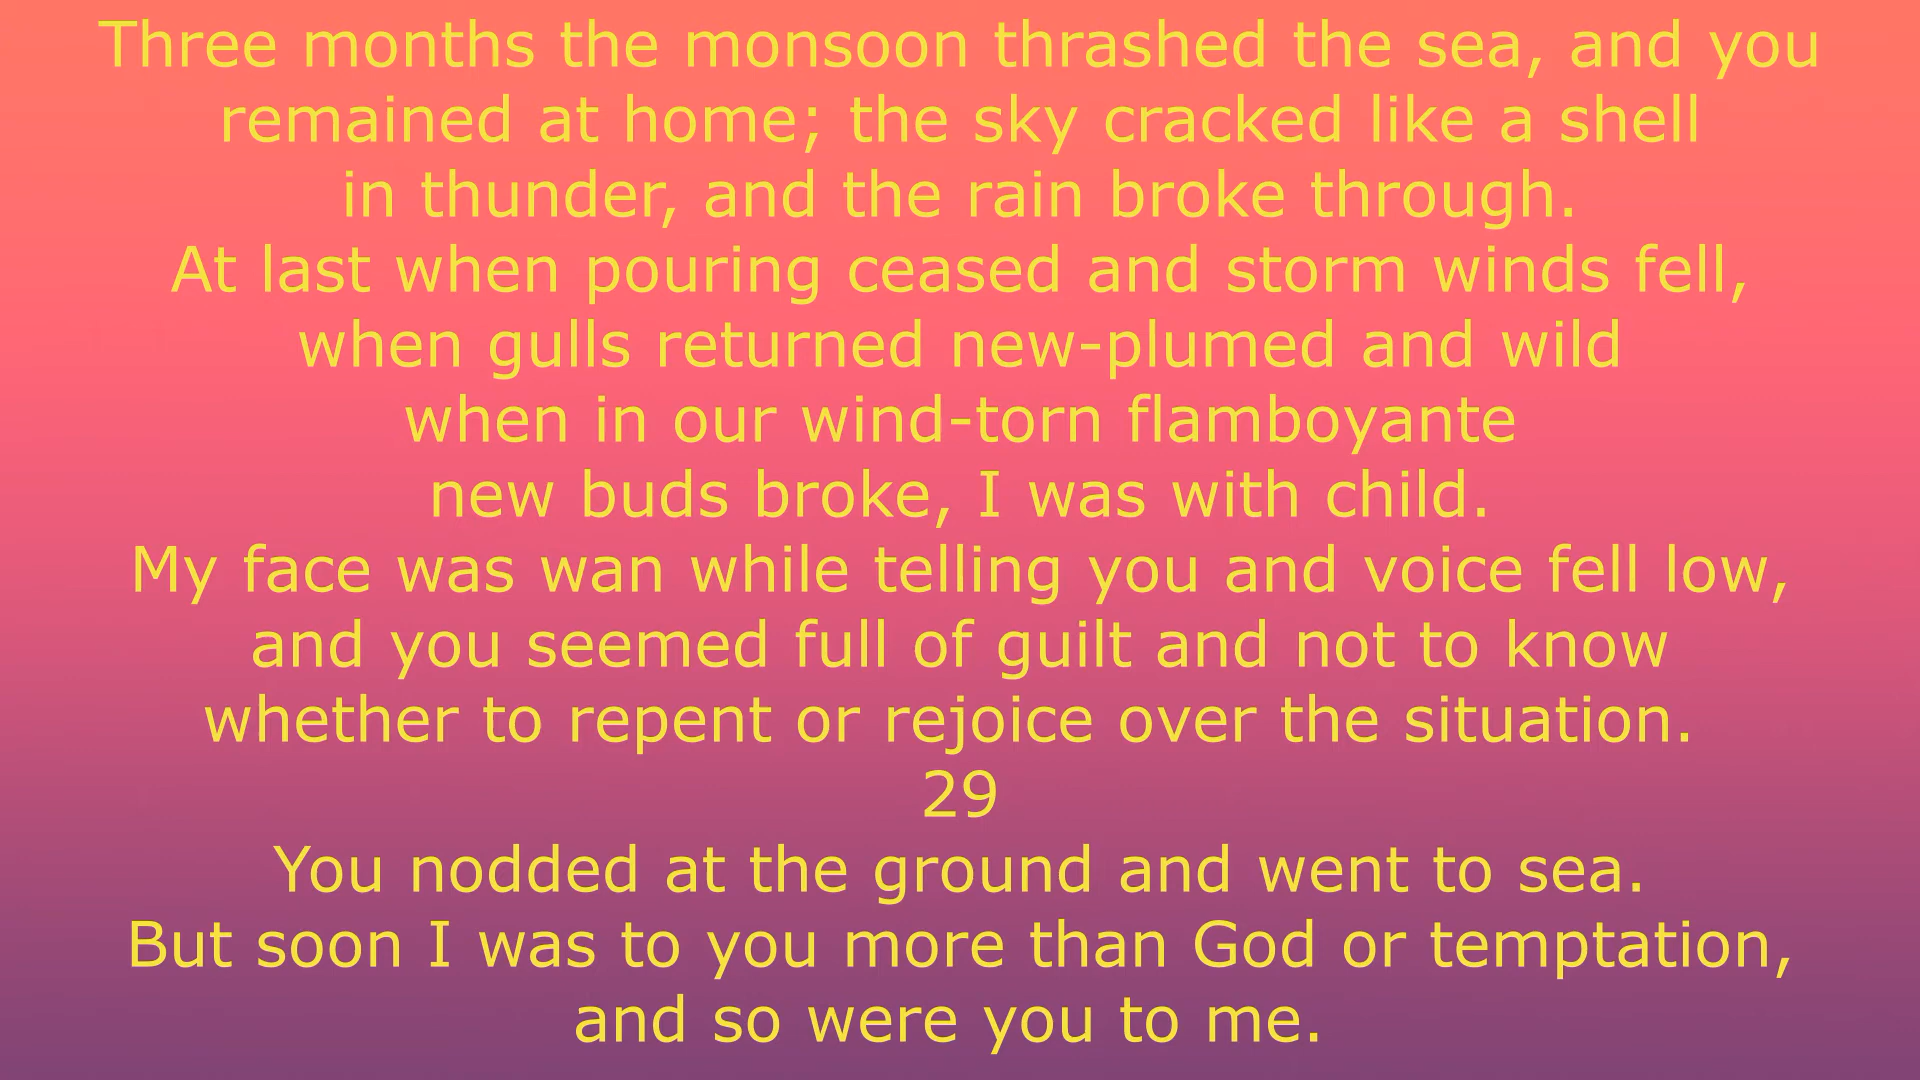 Three months the monsoon thrashed the sea, and you
remained at home; the sky cracked like a shell
in thunder, and the rain broke through.
At last when pouring ceased and storm winds fell,
when gulls returned new-plumed and wild
when in our wind-torn flamboyante
new buds broke, I was with child.
My face was wan while telling you and voice fell low,
and you seemed full of guilt and not to know
whether to repent or rejoice over the situation.
29
You nodded at the ground and went to sea.
But soon I was to you more than God or temptation,
and so were you to me.